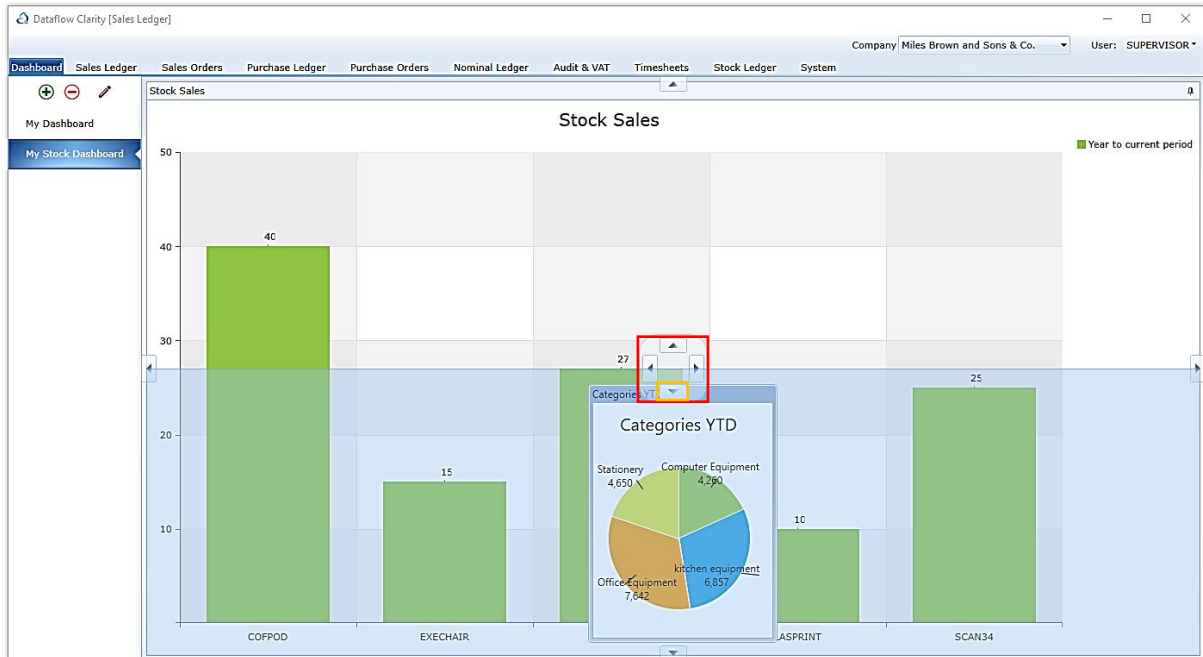 Dataflow Clarity [Sales Ledger]
Company Miles Brown and Sons & Co. User: SUPERVISOR
Dashboard Sales Ledger Sales Orders Purchase Ledger Purchase Orders Nominal Ledger Audit & VAT Timesheets Stock Ledger System
Stock Sales
My Dashboard
My Stock Dashboard
Stock Sales
Year to current period
50
40
40
30
27
25
20
15
10
10
Categories YT
Categories YTD
Stationery
4,650
Computer Equipment
4,260
kitchen equipment
6,857
Office Equipment
7,642
COFPOD EXECHAIR ASPRINT SCAN34